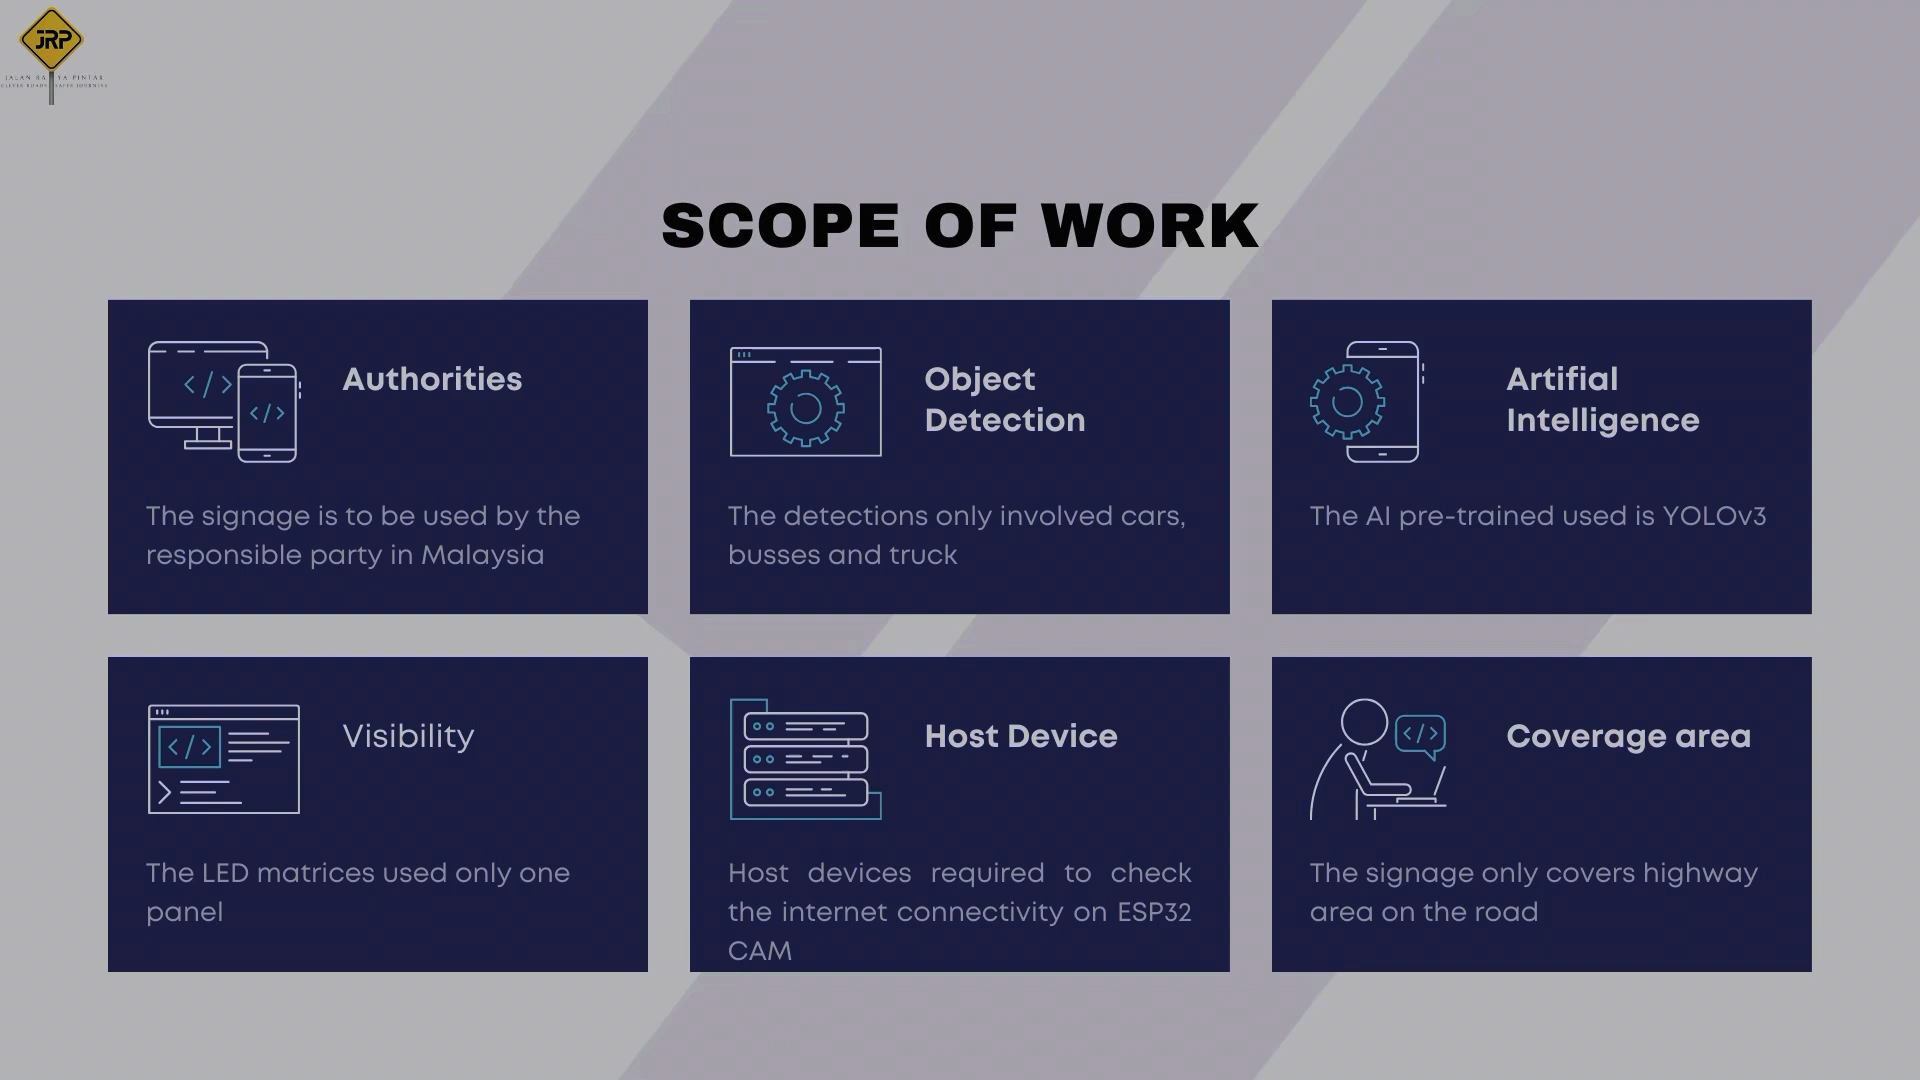 JRP
JALAN RAYA PINTAR
SCOPE OF WORK
Authorities
The signage is to be used by the
responsible party in Malaysia
Object
Detection
The detections only involved cars,
busses and truck
Artifial
Intelligence
The AI pre-trained used is YOLOv3
Visibility
The LED matrices used only one
panel
Host Device
Host devices required to check
the internet connectivity on ESP32
CAM
Coverage area
The signage only covers highway
area on the road